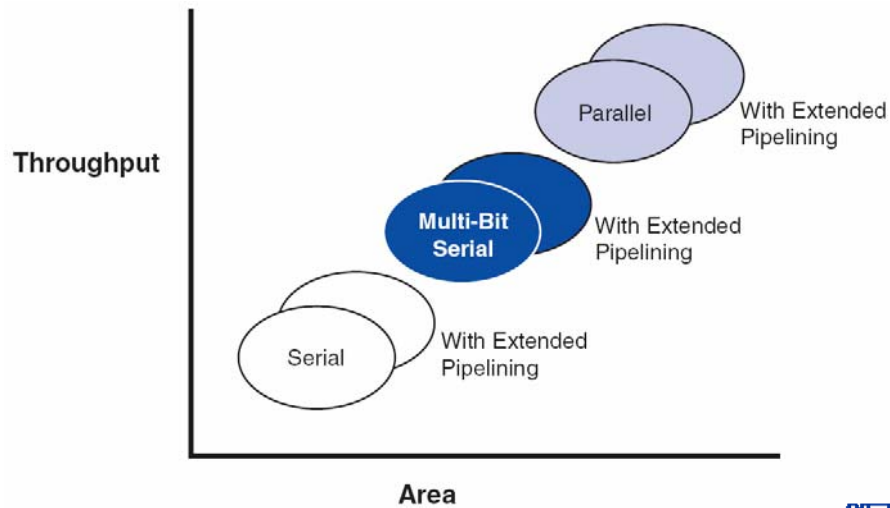 Parallel
With Extended
Pipelining
Throughput
Multi-Bit
Serial
With Extended
Pipelining
Serial
With Extended
Pipelining
Area